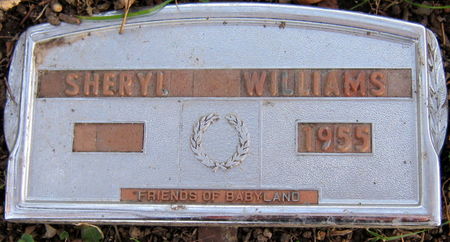 SHERYL WILLIAMS
1955
FRIENDS OF BABYLAND